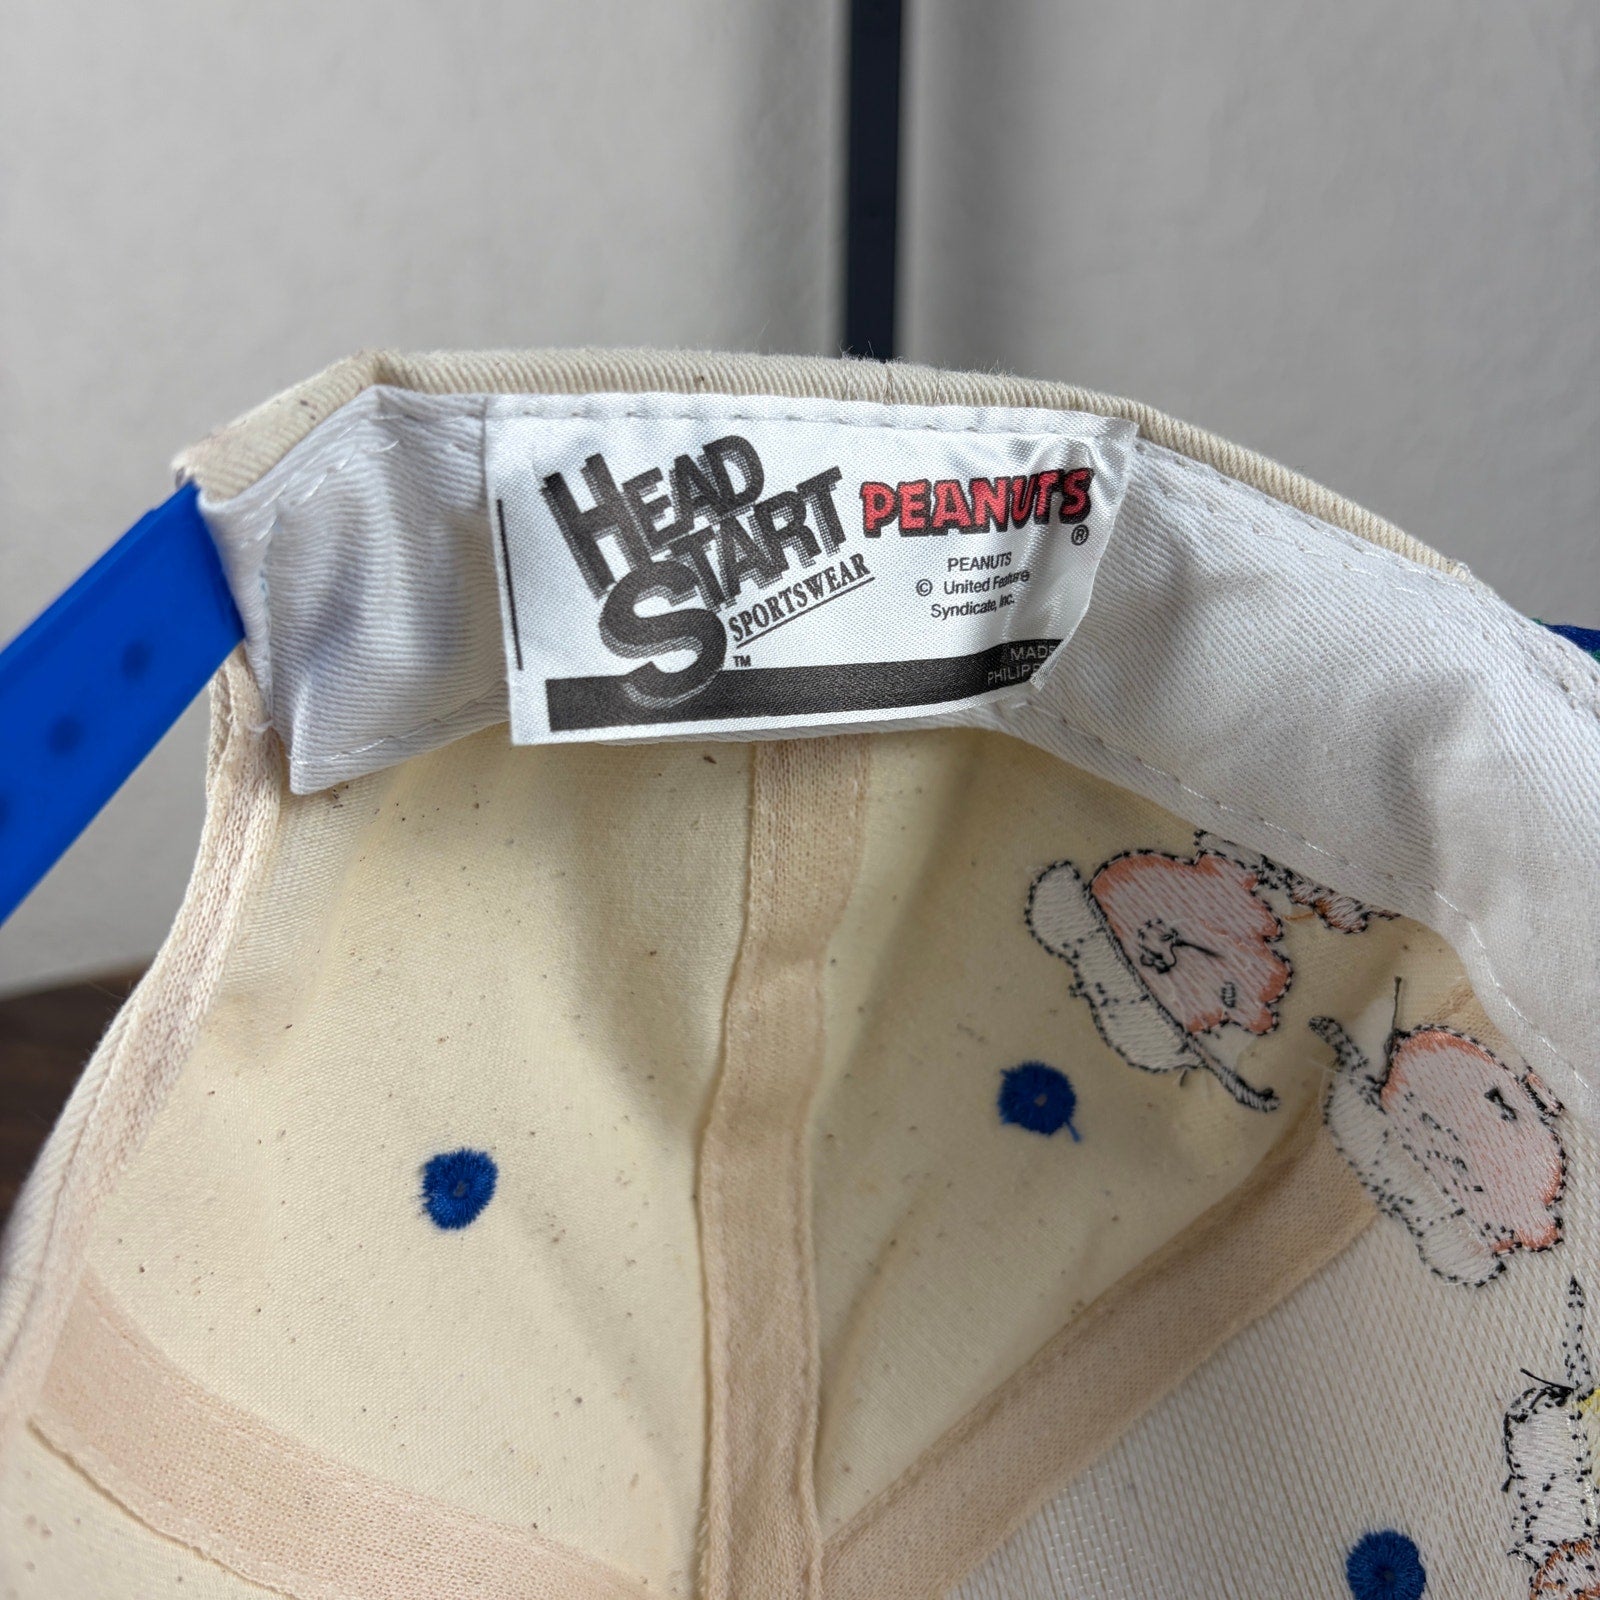 HEAD
START
SPORTSWEAR
S
™
PEANUTS
®
PEANUTS
© United Feature
Syndicate, Inc.
MADE